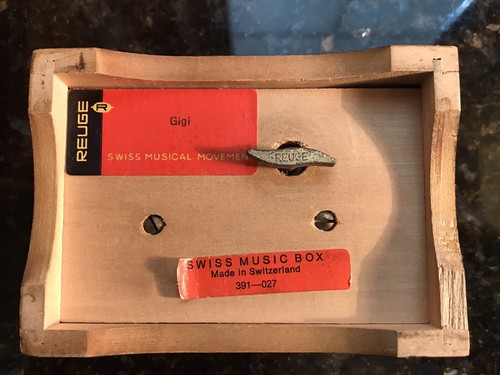 REUGE
R
Gigi
SWISS MUSICAL MOVEMEN
REUGE
SWISS MUSIC BOX
Made in Switzerland
391—027